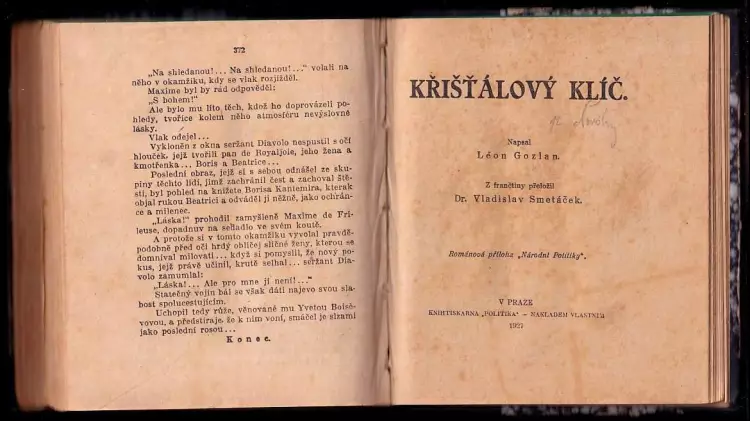 372
„Na shledanou!... Na shledanou!..." volali na
něho v okamžiku, kdy se vlak rozjížděl.
Maxime byl by rád odpověděl:
„S bohem!"
Ale bylo mu líto těch, kdož ho doprovázeli po-
hledy, tvoříce kolem něho atmosféru nevýslovné
lásky.
Vlak odejel...
Vykloněn z okna seržant Diavolo nespustil s očí
hlouček, jejž tvořili pan de Royaljoie, jeho žena a
kmotřenka... Boris a Beatrice...
Poslední obraz, jejž si s sebou odnášel ze sku-
piny těchto lidí, jimž zachránil čest a zachoval ště-
stí, byl pohled na knížete Borisa Kantemira, kterak
objal rukou Beatrici a odváděl ji něžně, jako ochrán-
ce a milenec.
„Láska!" prohodil zamyšleně Maxime de Fri-
leuse, dopadnuv na sedadlo ve svém koutě.
A protože si v tomto okamžiku vyvolal pravdě-
podobně před oči hrdý obličej sličné ženy, kterou se
domníval milovati... když si pomyslil, že nový po-
kus, jejž právě učinil, krutě selhal... seržant Dia-
volo zamumlal:
„Láska!... Ale pro mne jí není!..."
Statečný vojín bál se však dáti najevo svou sla-
bost spolucestujícím.
Uchopil tedy růže, věnované mu Yvetou Boisé-
vovou, a předstíraje, že k nim voní, smáčel je slzami
jako poslední rosou...
Konec.
KŘIŠŤÁLOVÝ KLÍČ.
Napsal
Léon Gozlan.
Z frančtiny přeložil
Dr. Vladislav Smetáček.
Románová příloha „Národní Politiky".
V PRAZE
KNIHTISKÁRNA „POLITIKA" – NÁKLADEM VLASTNÍM
1927